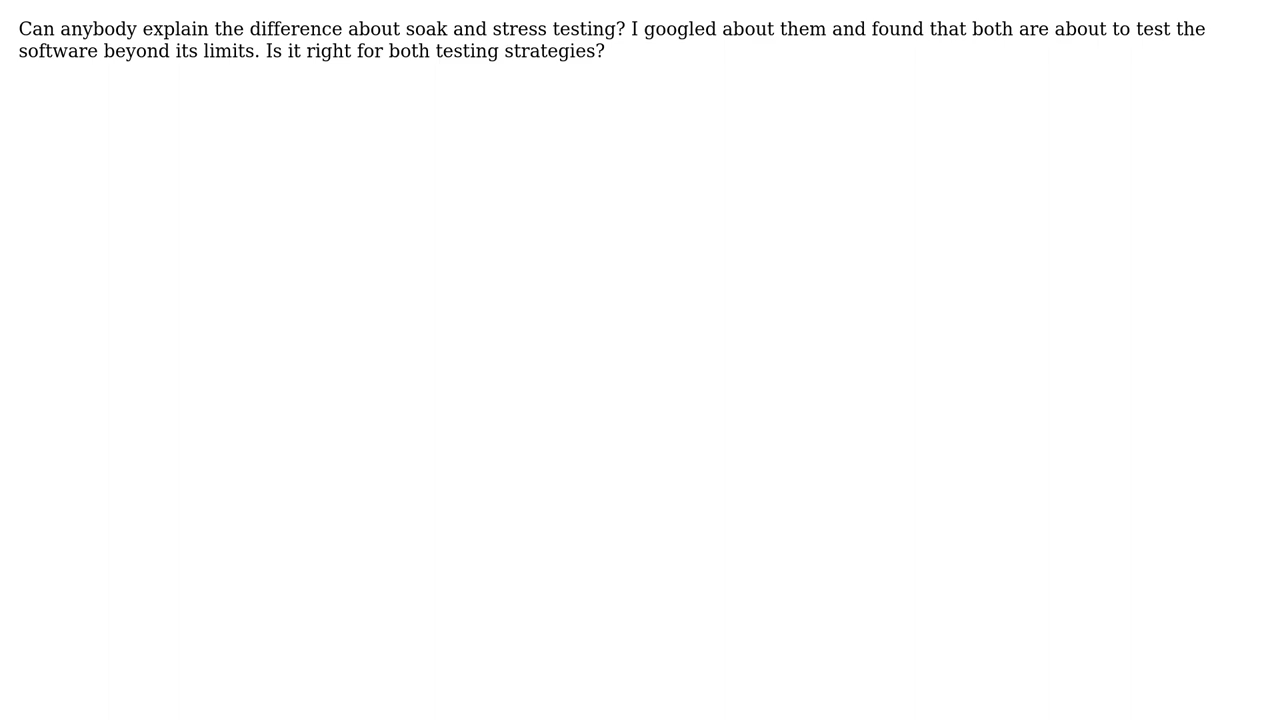 Can anybody explain the difference about soak and stress testing? I googled about them and found that both are about to test the
software beyond its limits. Is it right for both testing strategies?